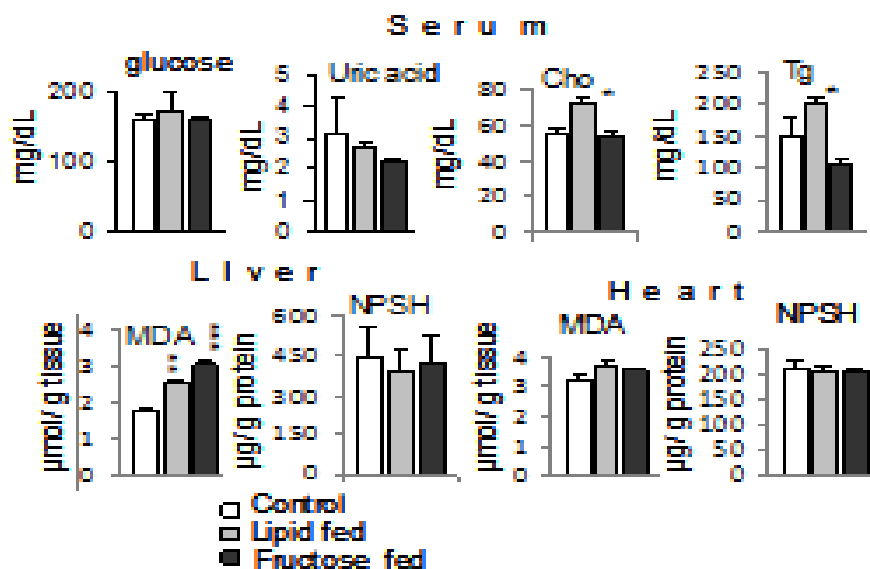 Serum
glucose
Uric acid
Cho
Tg
mg/dL
200
100
0
mg/dL
5
4
3
2
1
0
mg/dL
80
60
40
20
0
*
mg/dL
250
200
150
100
50
0
*
Liver
Heart
MDA
NPSH
MDA
NPSH
µmol/ g tissue
4
3
2
1
0
µg/g protein
600
450
300
150
0
µmol/ g tissue
4
3
2
1
0
µg/ g protein
250
200
150
100
50
0
Control
Lipid fed
Fructose fed